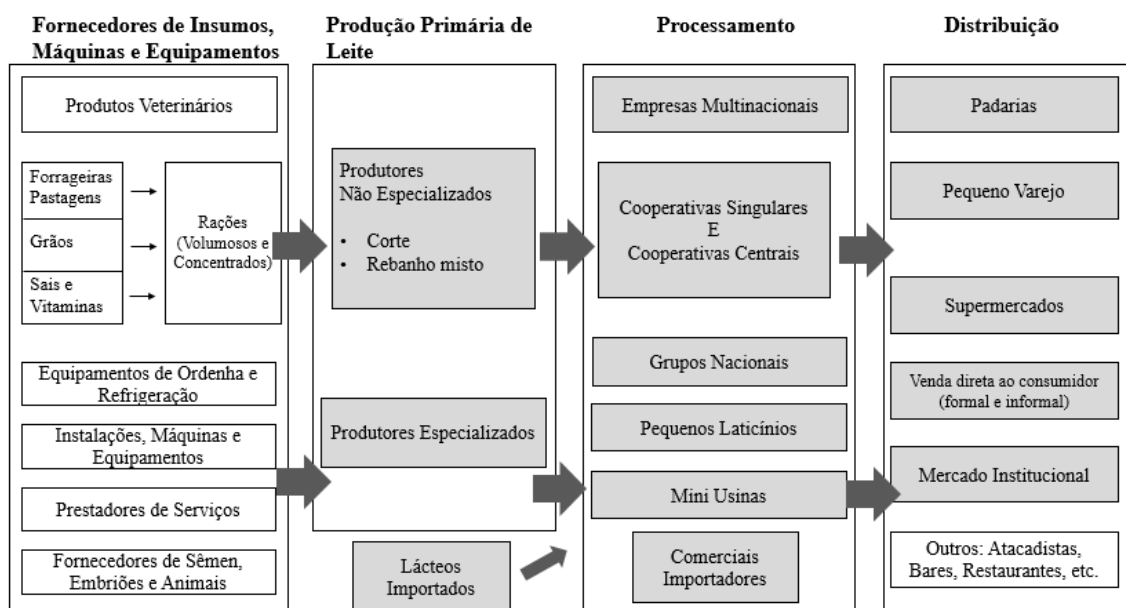 Fornecedores de Insumos,
Máquinas e Equipamentos
Produtos Veterinários
Forrageiras
Pastagens
Grãos
Sais e
Vitaminas
Rações
(Volumosos e
Concentrados)
Equipamentos de Ordenha e
Refrigeração
Instalações, Máquinas e
Equipamentos
Prestadores de Serviços
Fornecedores de Sêmen,
Embriões e Animais
Produção Primária de
Leite
Produtores
Não Especializados
• Corte
• Rebanho misto
Produtores Especializados
Lácteos
Importados
Processamento
Empresas Multinacionais
Cooperativas Singulares
E
Cooperativas Centrais
Grupos Nacionais
Pequenos Laticínios
Mini Usinas
Comerciais
Importadores
Distribuição
Padarias
Pequeno Varejo
Supermercados
Venda direta ao consumidor
(formal e informal)
Mercado Institucional
Outros: Atacadistas,
Bares, Restaurantes, etc.